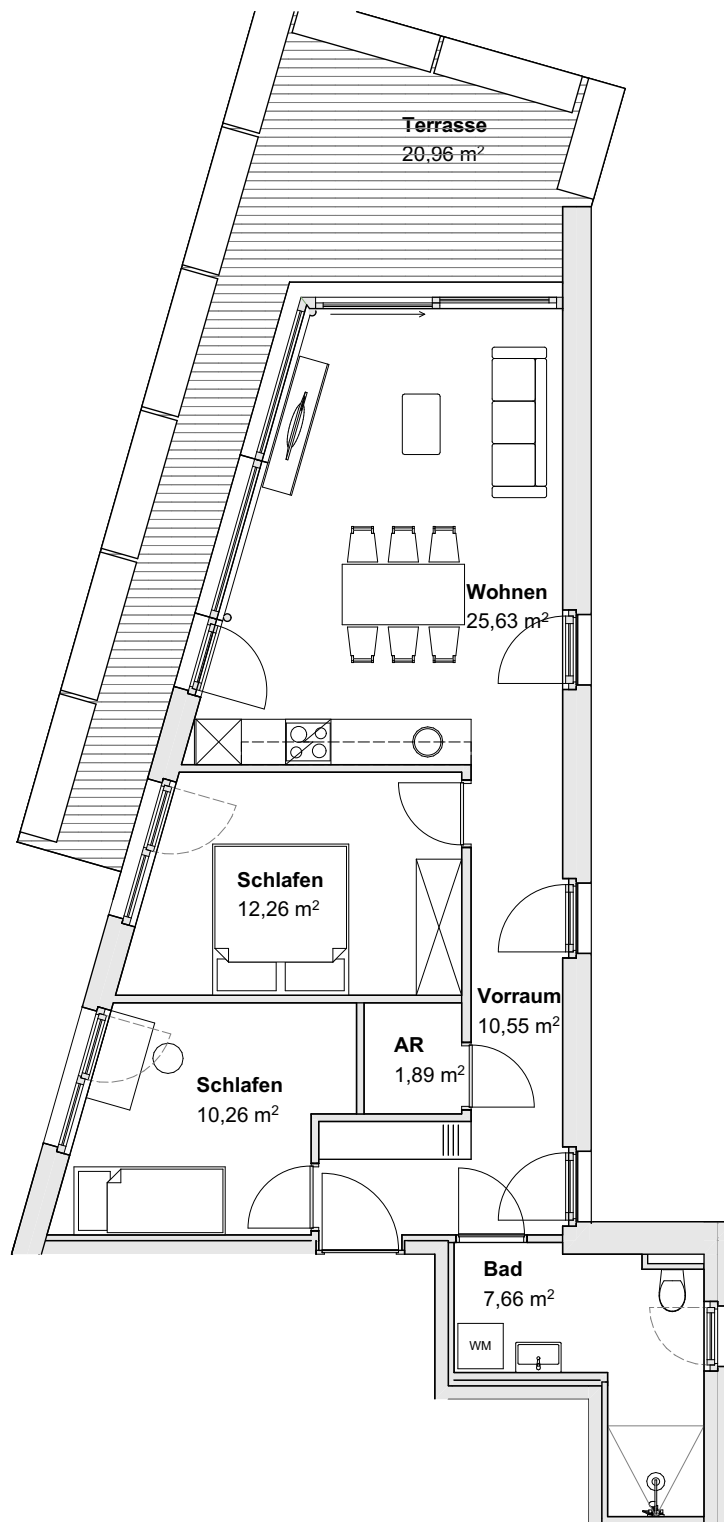 Terrasse
20,96 m²
Wohnen
25,63 m²
Schlafen
12,26 m²
Vorraum
10,55 m²
AR
1,89 m²
Schlafen
10,26 m²
Bad
7,66 m²
WM